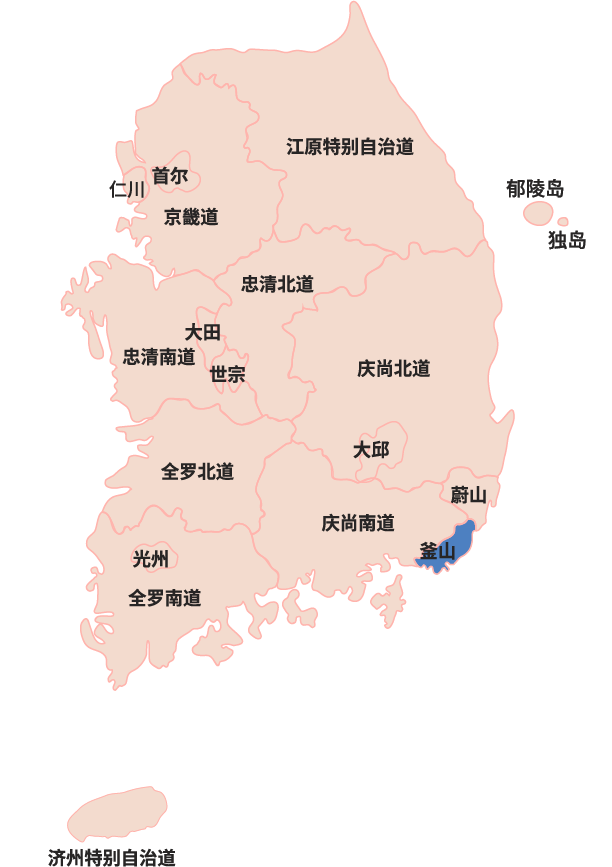 江原特别自治道
首尔
仁川
郁陵岛
京畿道
独岛
忠清北道
大田
忠清南道
世宗
庆尚北道
大邱
全罗北道
蔚山
庆尚南道
釜山
光州
全罗南道
济州特别自治道